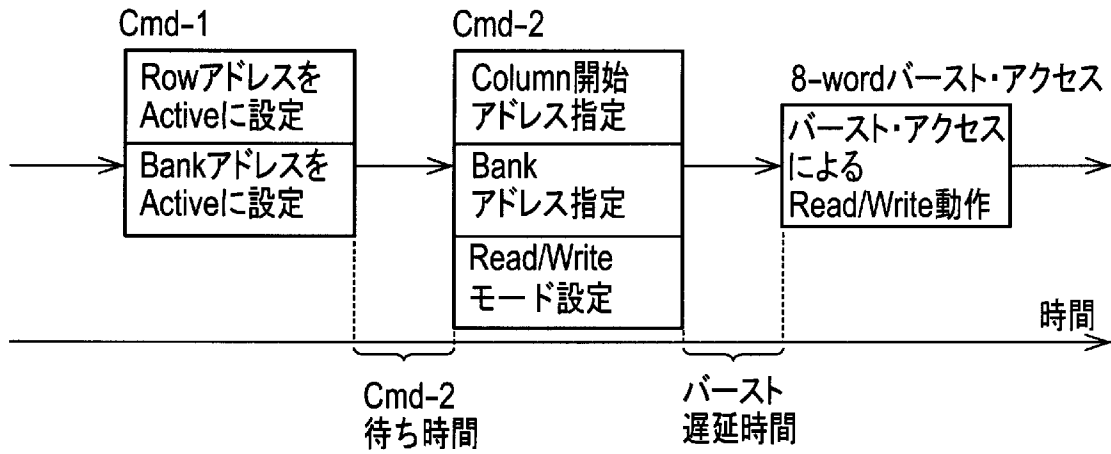 Cmd-1
Rowアドレスを
Activeに設定
Bankアドレスを
Activeに設定
Cmd-2
Column開始
アドレス指定
Bank
アドレス指定
Read/Write
モード設定
8-wordバースト・アクセス
バースト・アクセス
による
Read/Write動作
時間
Cmd-2
待ち時間
バースト
遅延時間